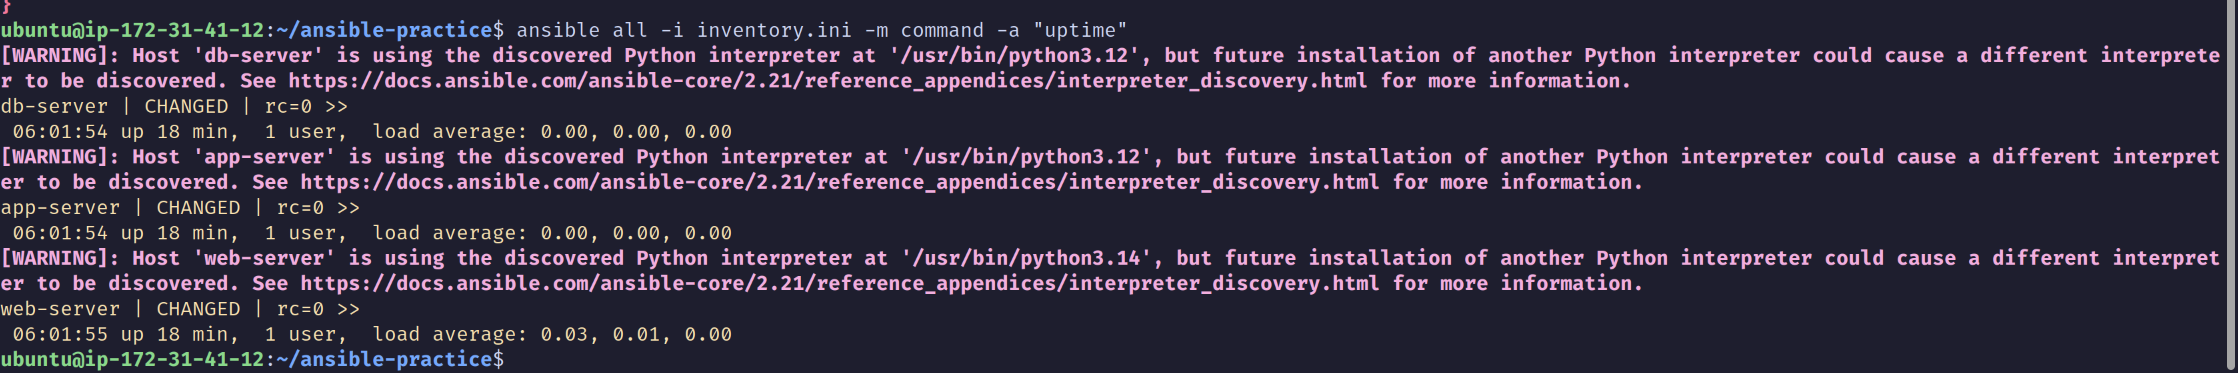 }
ubuntu@ip-172-31-41-12:~/ansible-practice$ ansible all -i inventory.ini -m command -a "uptime"
[WARNING]: Host 'db-server' is using the discovered Python interpreter at '/usr/bin/python3.12', but future installation of another Python interpreter could cause a different interprete
r to be discovered. See https://docs.ansible.com/ansible-core/2.21/reference_appendices/interpreter_discovery.html for more information.
db-server | CHANGED | rc=0 >>
 06:01:54 up 18 min,  1 user,  load average: 0.00, 0.00, 0.00
[WARNING]: Host 'app-server' is using the discovered Python interpreter at '/usr/bin/python3.12', but future installation of another Python interpreter could cause a different interpret
er to be discovered. See https://docs.ansible.com/ansible-core/2.21/reference_appendices/interpreter_discovery.html for more information.
app-server | CHANGED | rc=0 >>
 06:01:54 up 18 min,  1 user,  load average: 0.00, 0.00, 0.00
[WARNING]: Host 'web-server' is using the discovered Python interpreter at '/usr/bin/python3.14', but future installation of another Python interpreter could cause a different interpret
er to be discovered. See https://docs.ansible.com/ansible-core/2.21/reference_appendices/interpreter_discovery.html for more information.
web-server | CHANGED | rc=0 >>
 06:01:55 up 18 min,  1 user,  load average: 0.03, 0.01, 0.00
ubuntu@ip-172-31-41-12:~/ansible-practice$